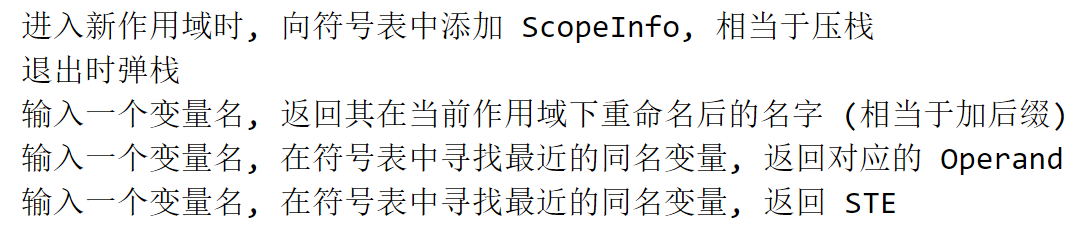 进入新作用域时, 向符号表中添加 ScopeInfo, 相当于压栈
退出时弹栈
输入一个变量名, 返回其在当前作用域下重命名后的名字 (相当于加后缀)
输入一个变量名, 在符号表中寻找最近的同名变量, 返回对应的 Operand
输入一个变量名, 在符号表中寻找最近的同名变量, 返回 STE